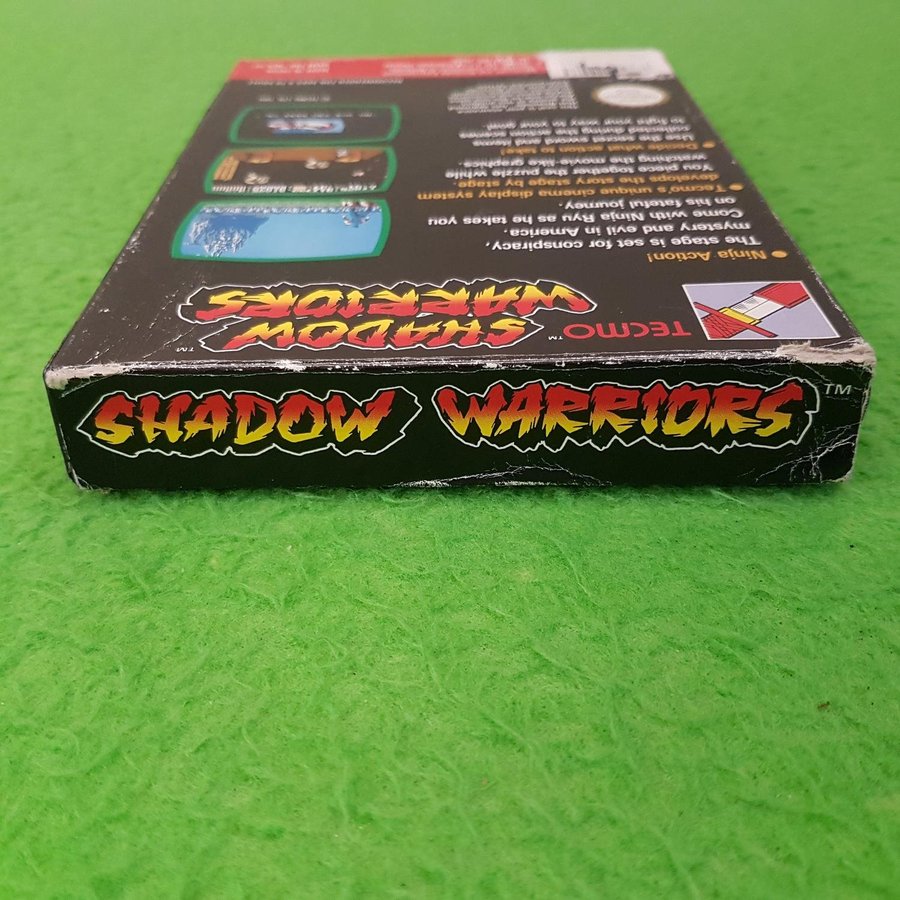 SHADOW WARRIORS™
TECMO
SHADOW
WARRIORS™
Ninja Action!
The stage is set for conspiracy,
mystery and evil in America.
Come with Ninja Ryu as he takes you
on his fateful journey.
Tecmo's unique cinema display system
develops the story stage by stage.
You piece together the puzzle while
watching the movie-like graphics
Decide what action to take!
Use the sword and items
collected during the action scenes
to fight your way to your goal!